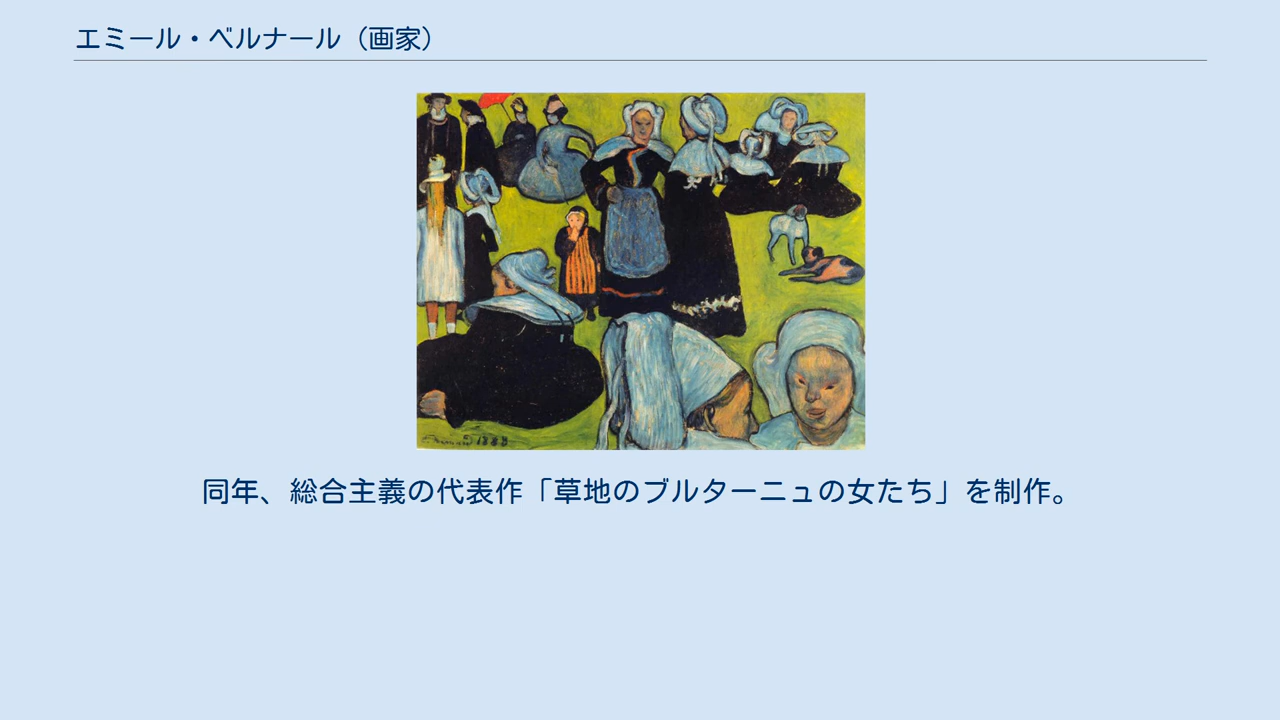 エミール・ベルナール（画家）
同年、総合主義の代表作「草地のブルターニュの女たち」を制作。
1888